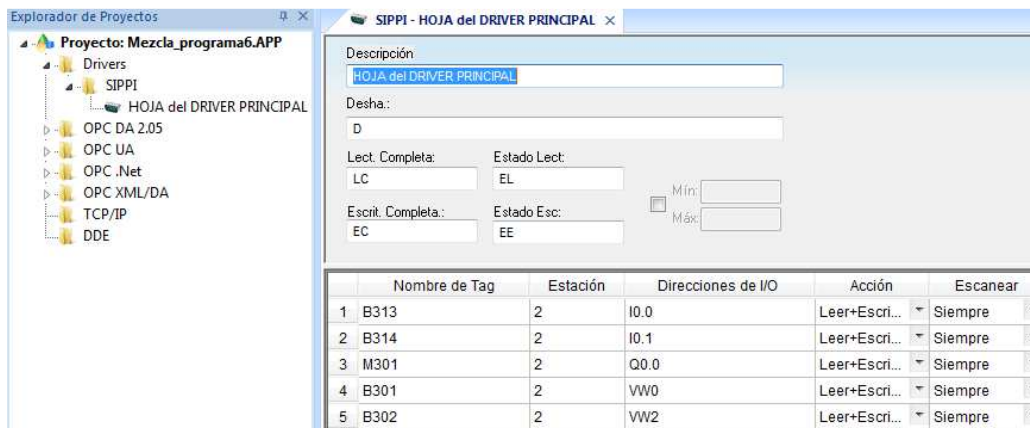 Explorador de Proyectos
Proyecto: Mezcla_programa6.APP
Drivers
SIPPI
HOJA del DRIVER PRINCIPAL
OPC DA 2.05
OPC UA
OPC .Net
OPC XML/DA
TCP/IP
DDE
SIPPI - HOJA del DRIVER PRINCIPAL
Descripción
HOJA del DRIVER PRINCIPAL
Desha.:
D
Lect. Completa: Estado Lect:
LC EL
Mín:
Escrit. Completa.: Estado Esc: Máx:
EC EE
Nombre de Tag Estación Direcciones de I/O Acción Escanear
1 B313 2 I0.0 Leer+Escri... Siempre
2 B314 2 I0.1 Leer+Escri... Siempre
3 M301 2 Q0.0 Leer+Escri... Siempre
4 B301 2 VW0 Leer+Escri... Siempre
5 B302 2 VW2 Leer+Escri... Siempre